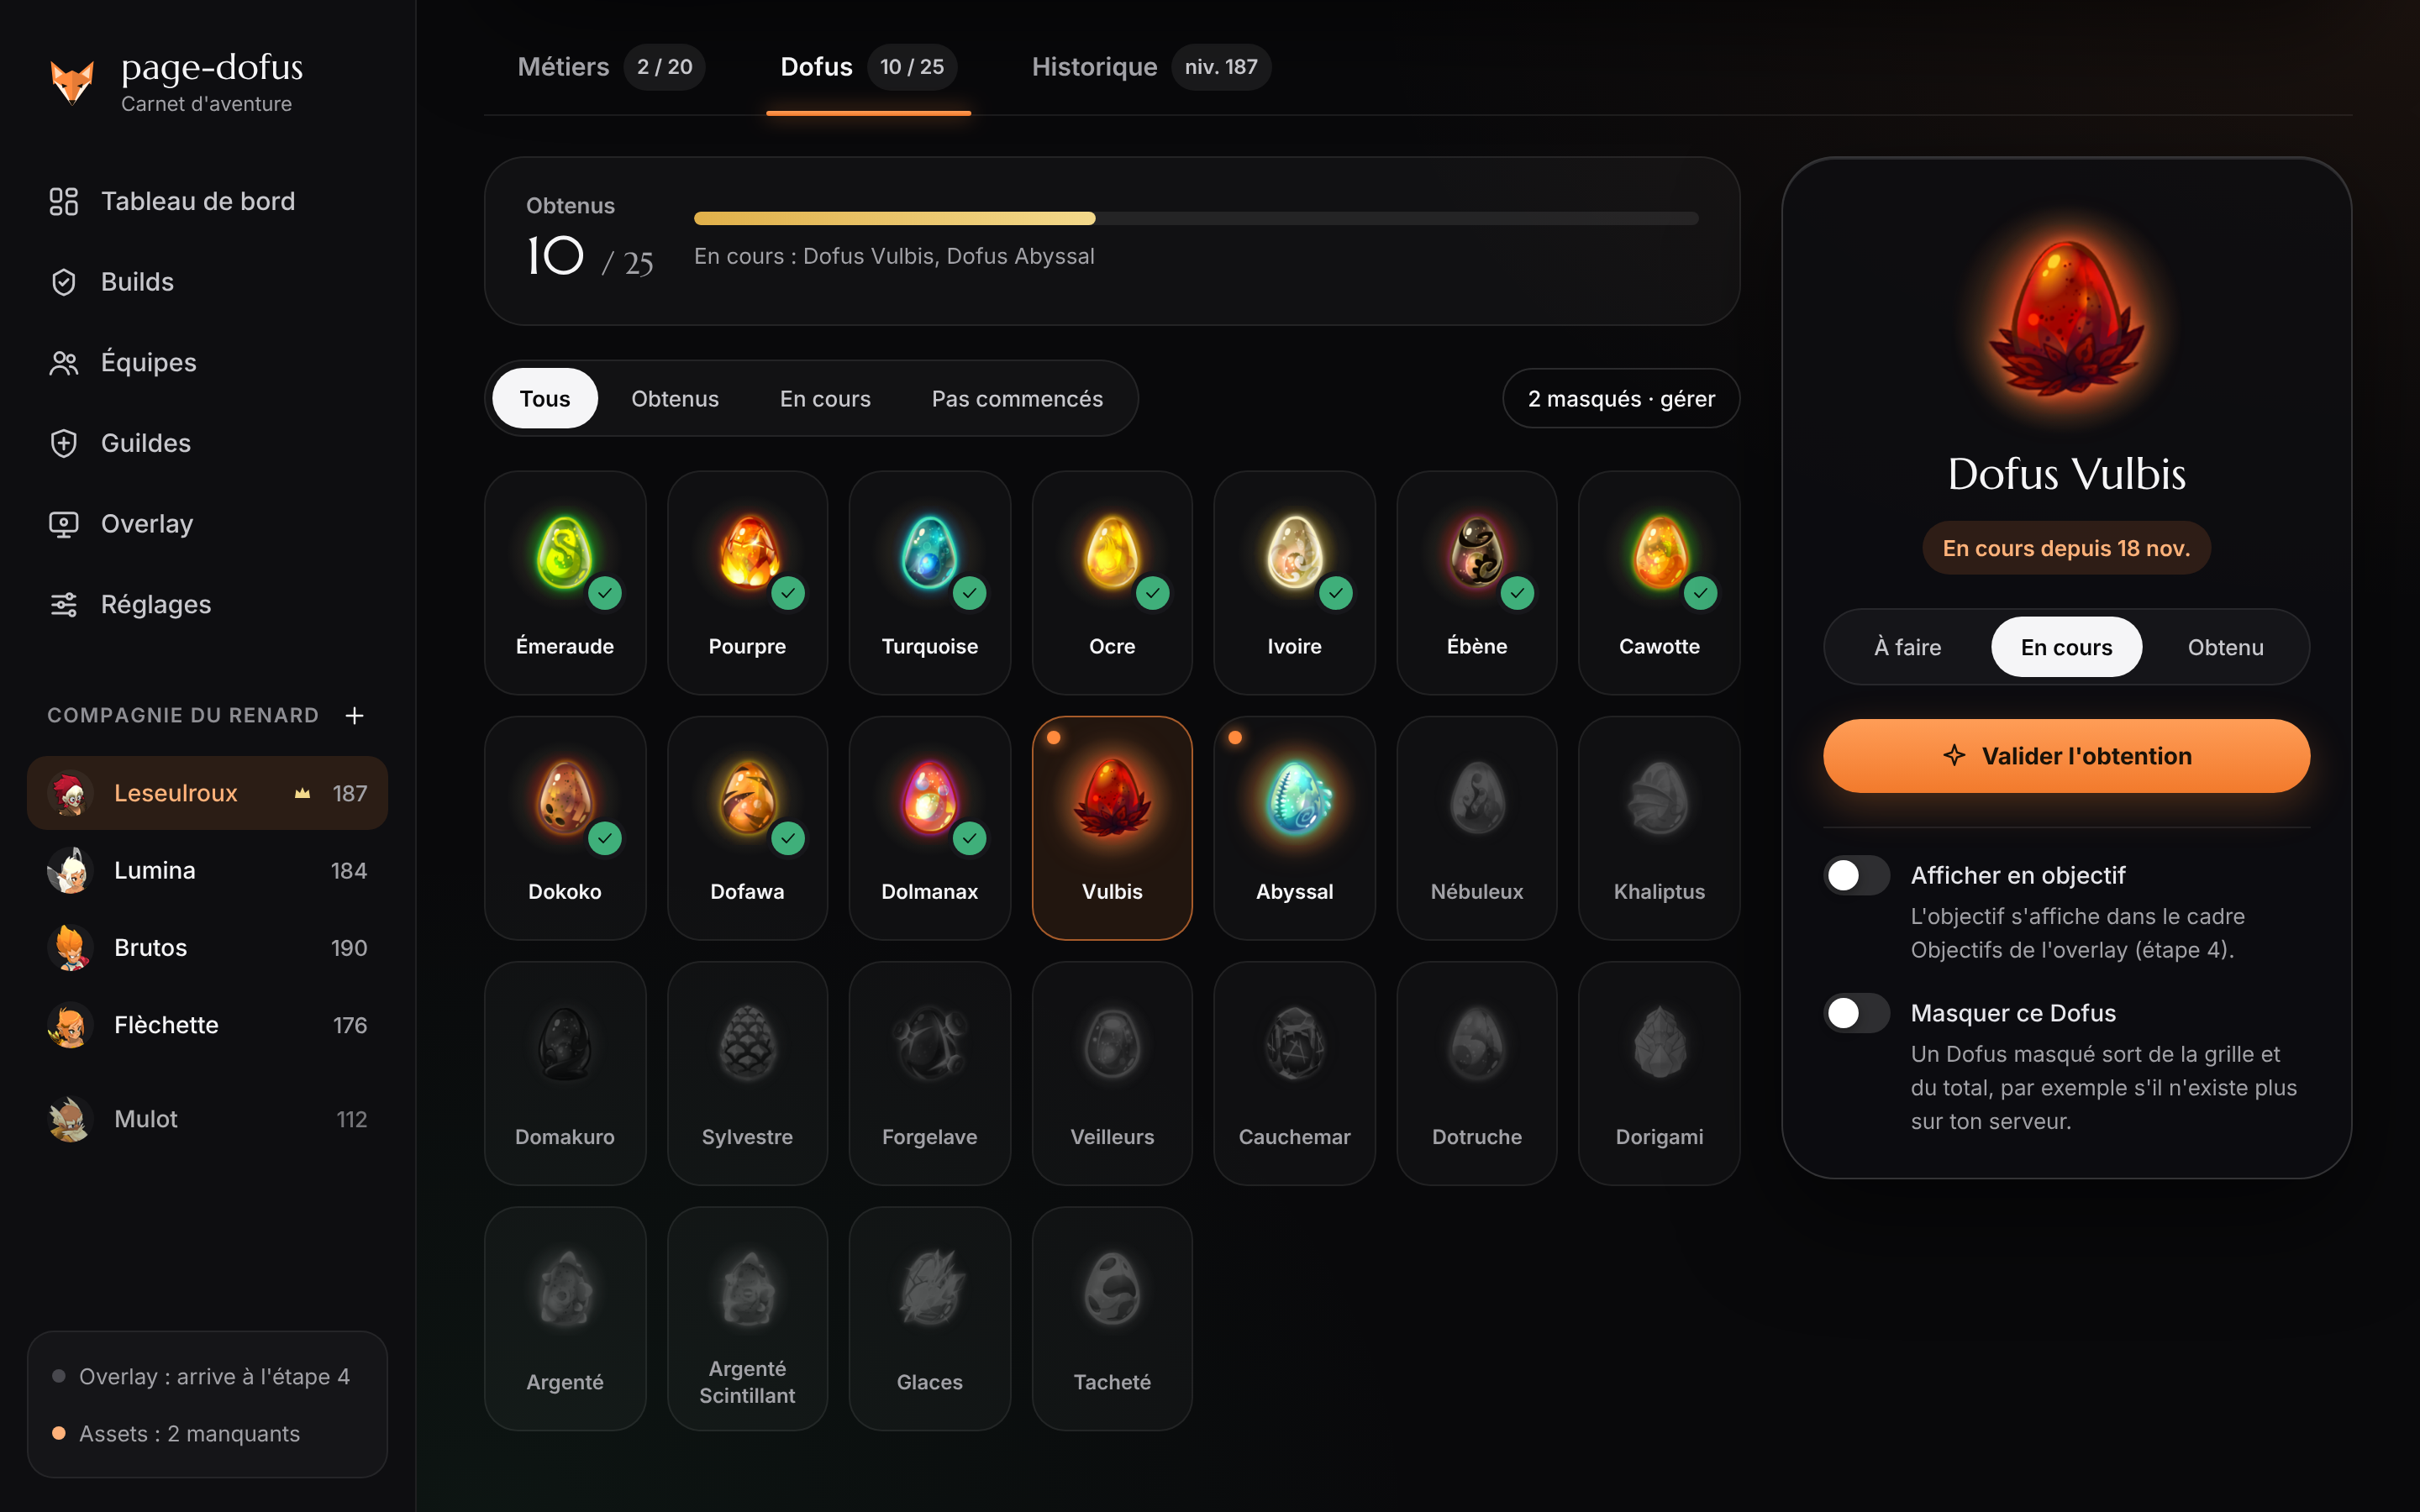 page-dofus
Carnet d'aventure
Tableau de bord
Builds
Équipes
Guildes
Overlay
Réglages
COMPAGNIE DU RENARD
Leseulroux 187
Lumina 184
Brutos 190
Flèchette 176
Mulot 112
Overlay : arrive à l'étape 4
Assets : 2 manquants
Métiers 2 / 20 Dofus 10 / 25 Historique niv. 187
Obtenus
10 / 25
En cours : Dofus Vulbis, Dofus Abyssal
Tous Obtenus En cours Pas commencés 2 masqués · gérer
Émeraude Pourpre Turquoise Ocre Ivoire Ébène Cawotte
Dokoko Dofawa Dolmanax Vulbis Abyssal Nébuleux Khaliptus
Domakuro Sylvestre Forgelave Veilleurs Cauchemar Dotruche Dorigami
Argenté Argenté Scintillant Glaces Tacheté
Dofus Vulbis
En cours depuis 18 nov.
À faire En cours Obtenu
Valider l'obtention
Afficher en objectif
L'objectif s'affiche dans le cadre
Objectifs de l'overlay (étape 4).
Masquer ce Dofus
Un Dofus masqué sort de la grille et
du total, par exemple s'il n'existe plus
sur ton serveur.